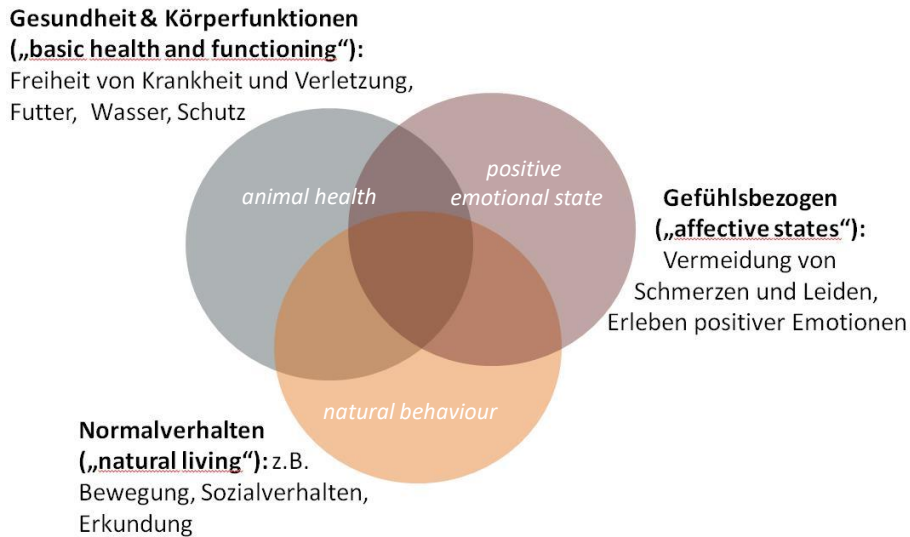 Gesundheit & Körperfunktionen
(„basic health and functioning“):
Freiheit von Krankheit und Verletzung,
Futter, Wasser, Schutz
animal health
positive
emotional state
Gefühlsbezogen
(„affective states“):
Vermeidung von
Schmerzen und Leiden,
Erleben positiver Emotionen
natural behaviour
Normalverhalten
(„natural living“): z.B.
Bewegung, Sozialverhalten,
Erkundung